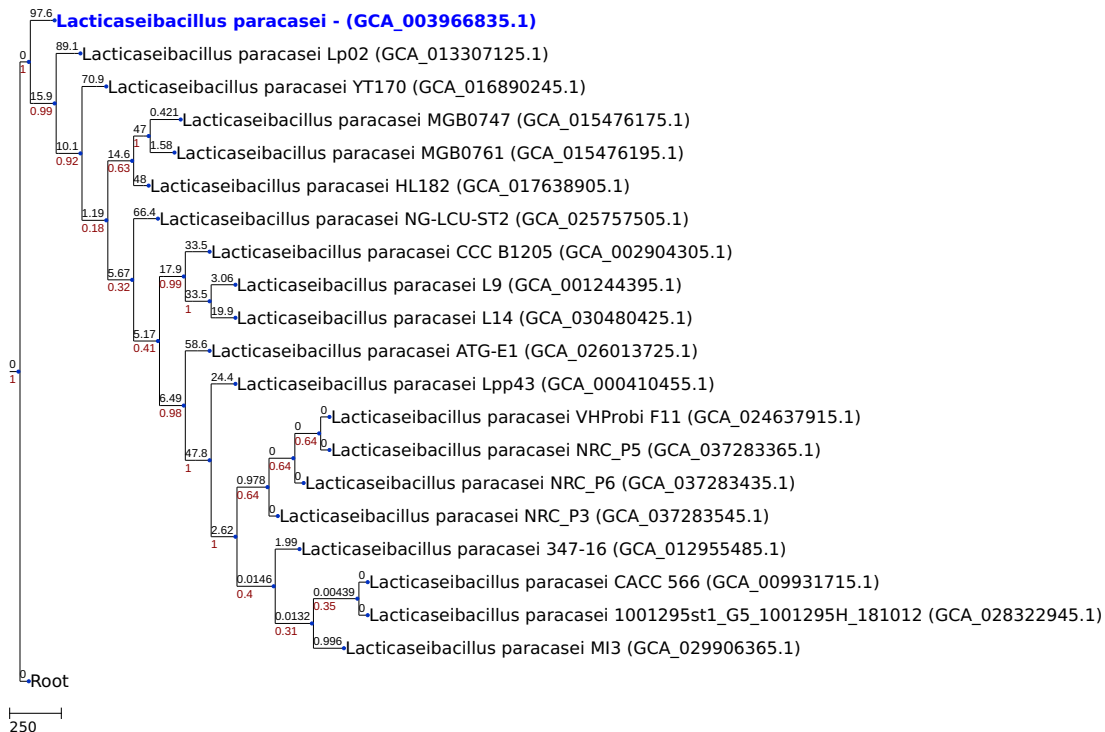 97.6 Lacticaseibacillus paracasei - (GCA_003966835.1)
89.1 Lacticaseibacillus paracasei Lp02 (GCA_013307125.1)
0
1
70.9 Lacticaseibacillus paracasei YT170 (GCA_016890245.1)
15.9
0.99
0.421 Lacticaseibacillus paracasei MGB0747 (GCA_015476175.1)
47
1
1.58 Lacticaseibacillus paracasei MGB0761 (GCA_015476195.1)
10.1
0.92
14.6
0.63
48 Lacticaseibacillus paracasei HL182 (GCA_017638905.1)
66.4 Lacticaseibacillus paracasei NG-LCU-ST2 (GCA_025757505.1)
1.19
0.18
33.5 Lacticaseibacillus paracasei CCC B1205 (GCA_002904305.1)
5.67
0.32
17.9
0.99
3.06 Lacticaseibacillus paracasei L9 (GCA_001244395.1)
33.5
1
19.9 Lacticaseibacillus paracasei L14 (GCA_030480425.1)
5.17
0.41
58.6 Lacticaseibacillus paracasei ATG-E1 (GCA_026013725.1)
0
1
24.4 Lacticaseibacillus paracasei Lpp43 (GCA_000410455.1)
6.49
0.98
0 Lacticaseibacillus paracasei VHProbi F11 (GCA_024637915.1)
0
0.64
0 Lacticaseibacillus paracasei NRC_P5 (GCA_037283365.1)
47.8
1
0
0.64
0 Lacticaseibacillus paracasei NRC_P6 (GCA_037283435.1)
0.978
0.64
0 Lacticaseibacillus paracasei NRC_P3 (GCA_037283545.1)
2.62
1
1.99 Lacticaseibacillus paracasei 347-16 (GCA_012955485.1)
0.0146
0.4
0 Lacticaseibacillus paracasei CACC 566 (GCA_009931715.1)
0.00439
0.35
0 Lacticaseibacillus paracasei 1001295st1_G5_1001295H_181012 (GCA_028322945.1)
0.0132
0.31
0.996 Lacticaseibacillus paracasei MI3 (GCA_029906365.1)
0 Root
250